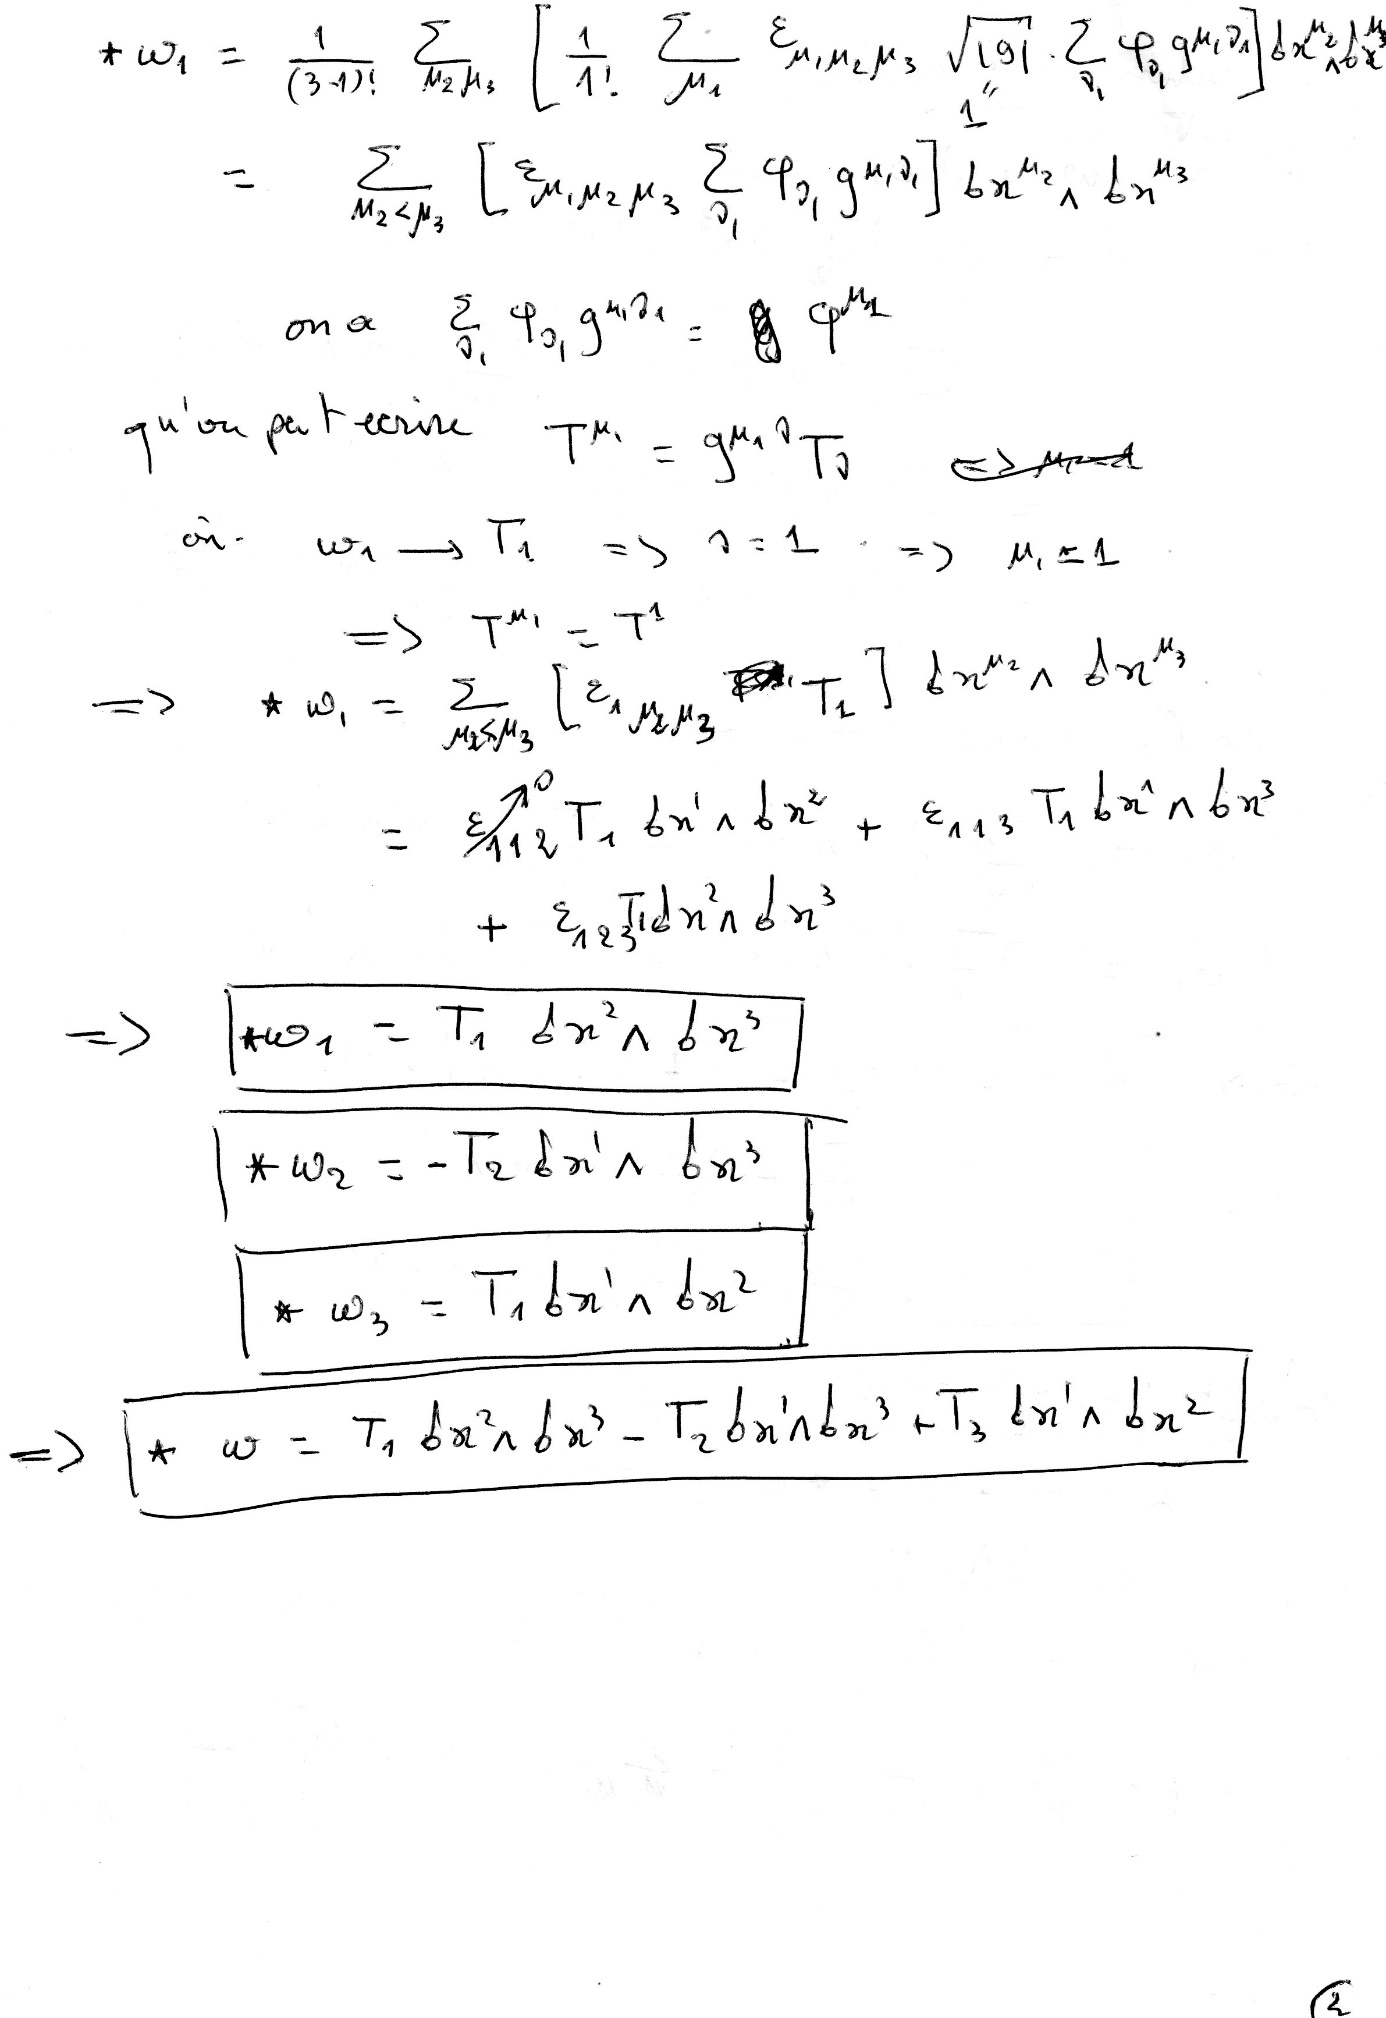 * ω₁ = 1/(3-1)! Σ_{μ₂μ₃} [ 1/1! Σ_{μ₁} ε_{μ₁μ₂μ₃} √|g| . Σ_{ν₁} φ_{ν₁} g^{μ₁ν₁} ] dx^{μ₂} ∧ dx^{μ₃}
" 1
= Σ_{μ₂<μ₃} [ ε_{μ₁μ₂μ₃} Σ_{ν₁} φ_{ν₁} g^{μ₁ν₁} ] dx^{μ₂} ∧ dx^{μ₃}
on a Σ_{ν₁} φ_{ν₁} g^{μ₁ν₁} = φ^{μ₁}
qu'on peut ecrire T^{μ₁} = g^{μ₁ν} T_ν
où. ω₁ → T₁ => ν = 1 => μ₁ = 1
=> T^{μ₁} = T¹
=> * ω₁ = Σ_{μ₂<μ₃} [ ε_{1μ₂μ₃} T₁ ] dx^{μ₂} ∧ dx^{μ₃}
= ε₁₁₂ ↗0 T₁ dx¹ ∧ dx² + ε₁₁₃ T₁ dx¹ ∧ dx³
+ ε₁₂₃ T₁ dx² ∧ dx³
=> *ω₁ = T₁ dx² ∧ dx³
* ω₂ = -T₂ dx¹ ∧ dx³
* ω₃ = T₁ dx¹ ∧ dx²
=> * ω = T₁ dx² ∧ dx³ - T₂ dx¹ ∧ dx³ + T₃ dx¹ ∧ dx²
2